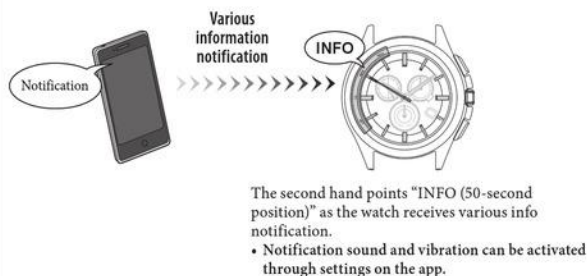 Various
information
notification
INFO
Notification
The second hand points “INFO (50-second
position)” as the watch receives various info
notification.
• Notification sound and vibration can be activated
through settings on the app.